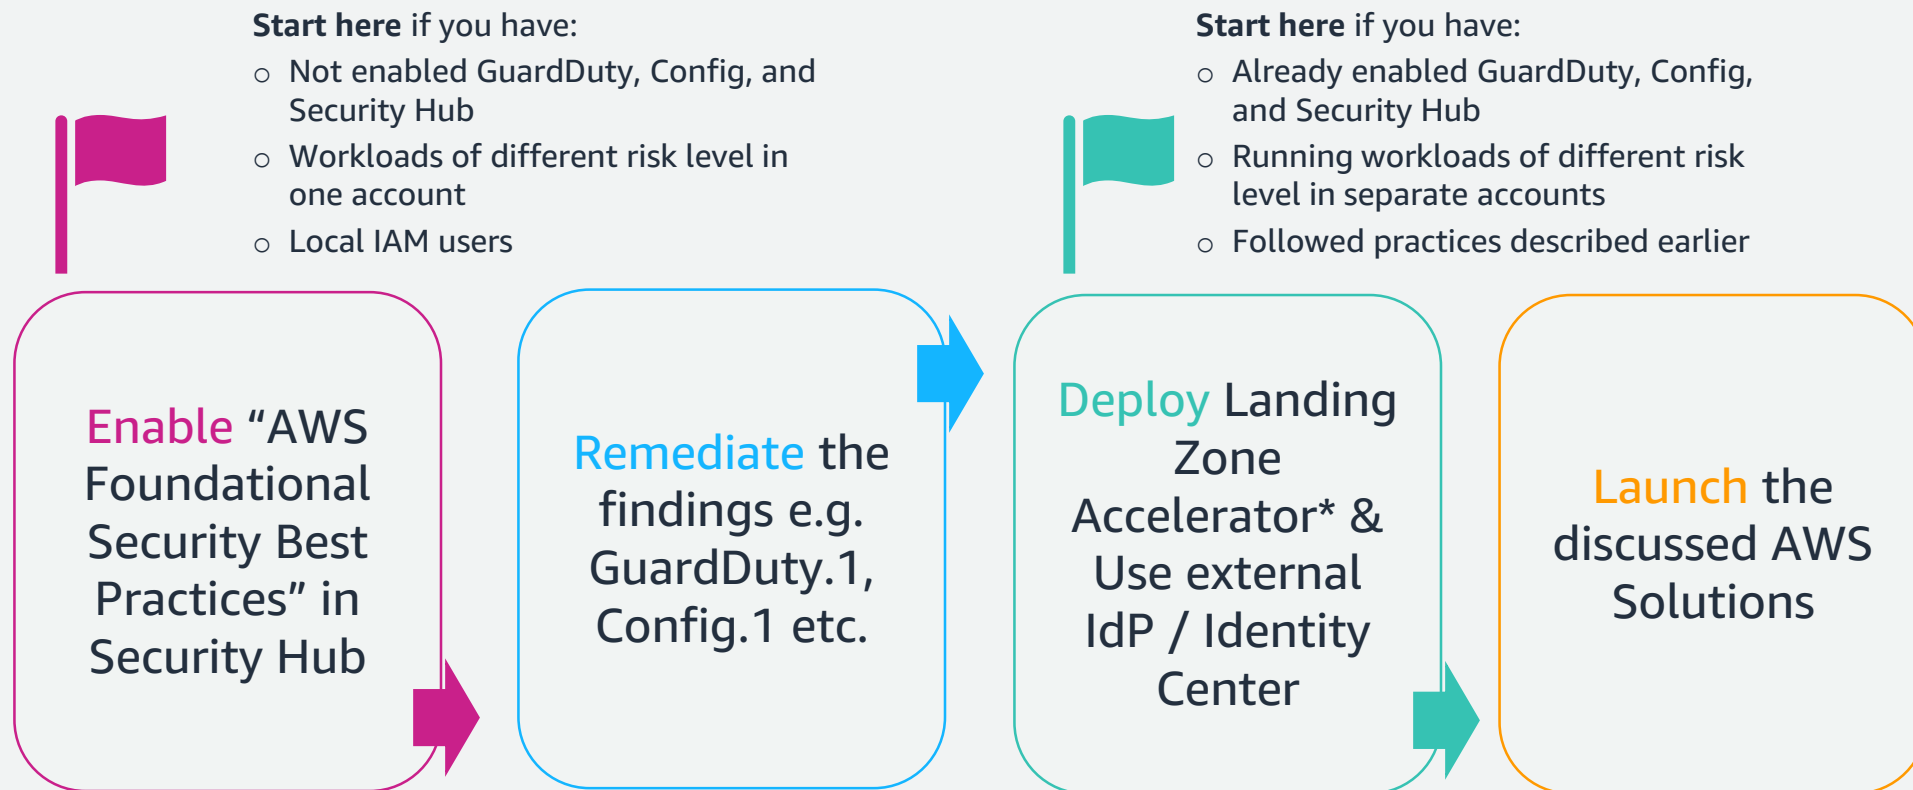 Start here if you have:
○ Not enabled GuardDuty, Config, and
Security Hub
○ Workloads of different risk level in
one account
○ Local IAM users
Start here if you have:
○ Already enabled GuardDuty, Config,
and Security Hub
○ Running workloads of different risk
level in separate accounts
○ Followed practices described earlier
Enable “AWS
Foundational
Security Best
Practices” in
Security Hub
Remediate the
findings e.g.
GuardDuty.1,
Config.1 etc.
Deploy Landing
Zone
Accelerator* &
Use external
IdP / Identity
Center
Launch the
discussed AWS
Solutions